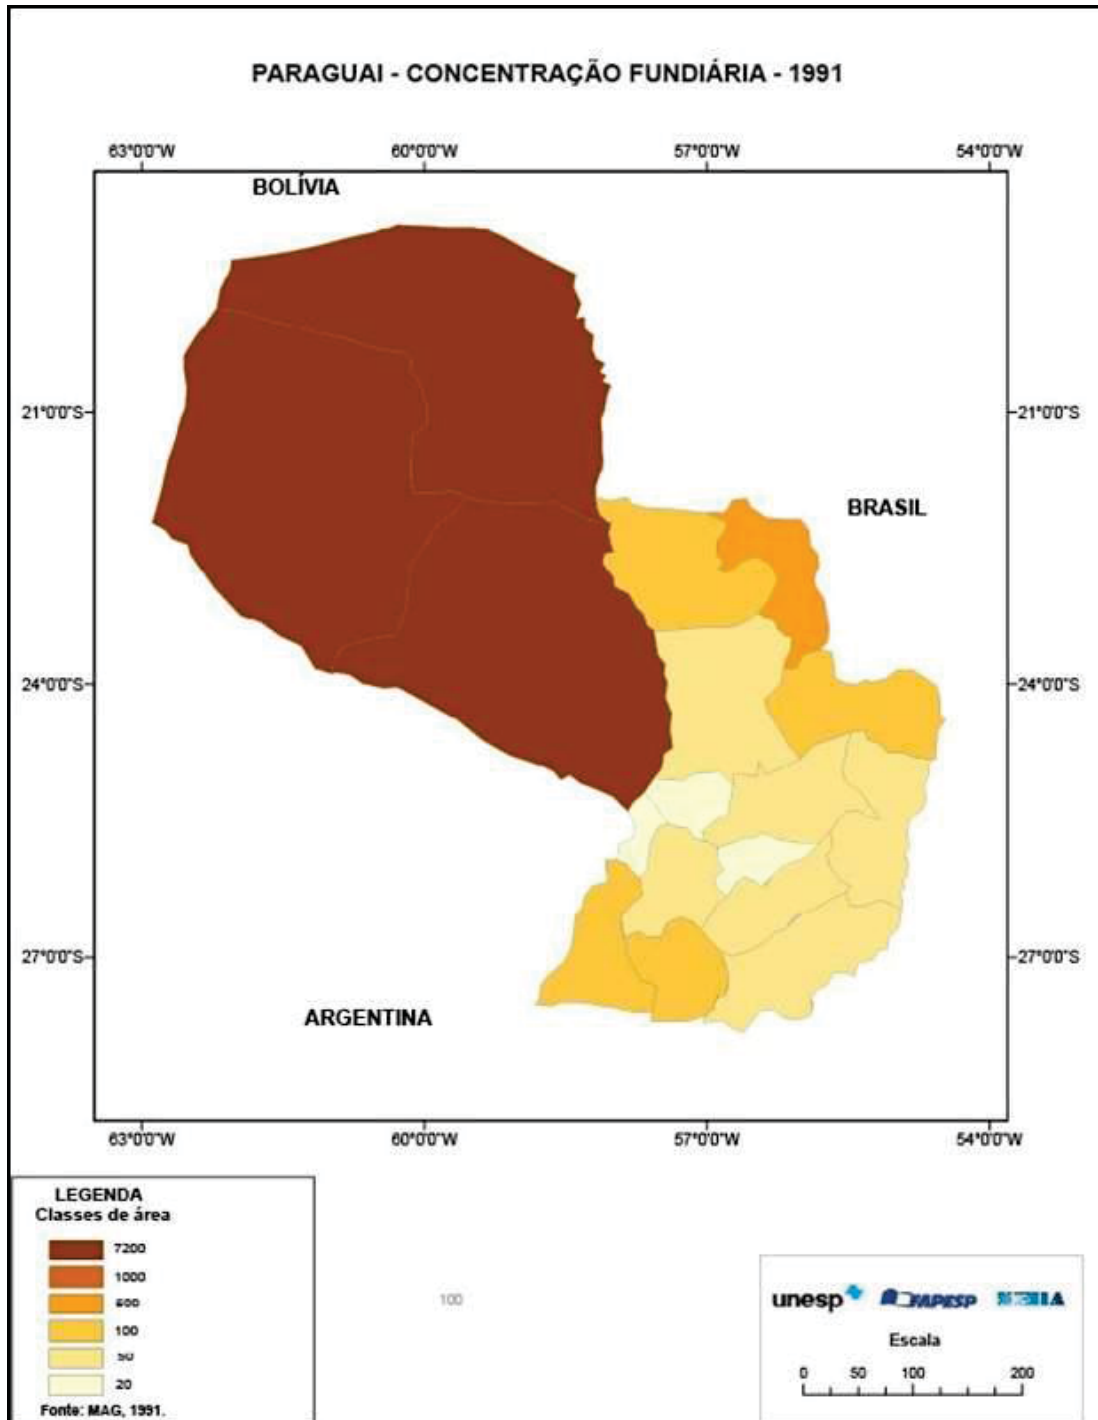 PARAGUAI - CONCENTRAÇÃO FUNDIÁRIA - 1991
63°0'0"W 60°0'0"W 57°0'0"W 54°0'0"W
BOLÍVIA
21°0'0"S 21°0'0"S
BRASIL
24°0'0"S 24°0'0"S
27°0'0"S 27°0'0"S
ARGENTINA
63°0'0"W 60°0'0"W 57°0'0"W 54°0'0"W
LEGENDA
Classes de área
7200
1000
600
100
50
20
Fonte: MAG, 1991.
100
unesp FAPESP
Escala
0 50 100 200